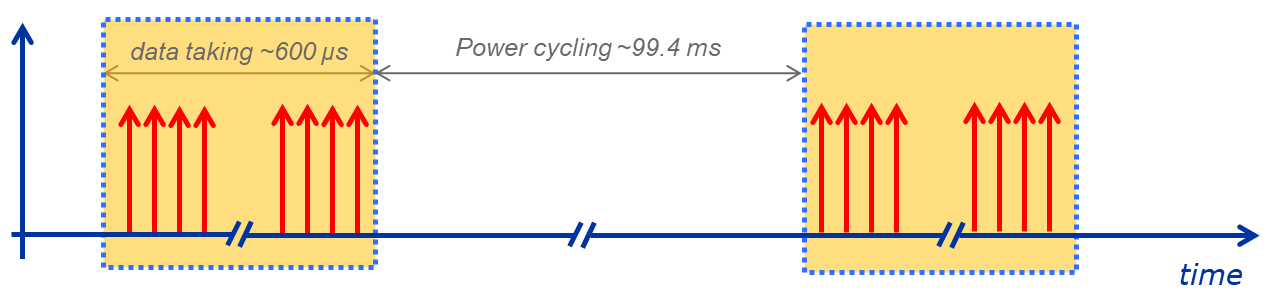 data taking ~600 µs
Power cycling ~99.4 ms
time